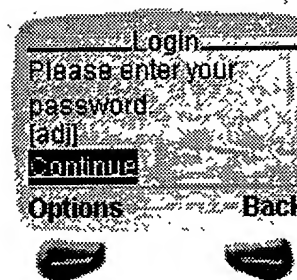 Login
Please enter your
password
[adj]
Continue
Options Back